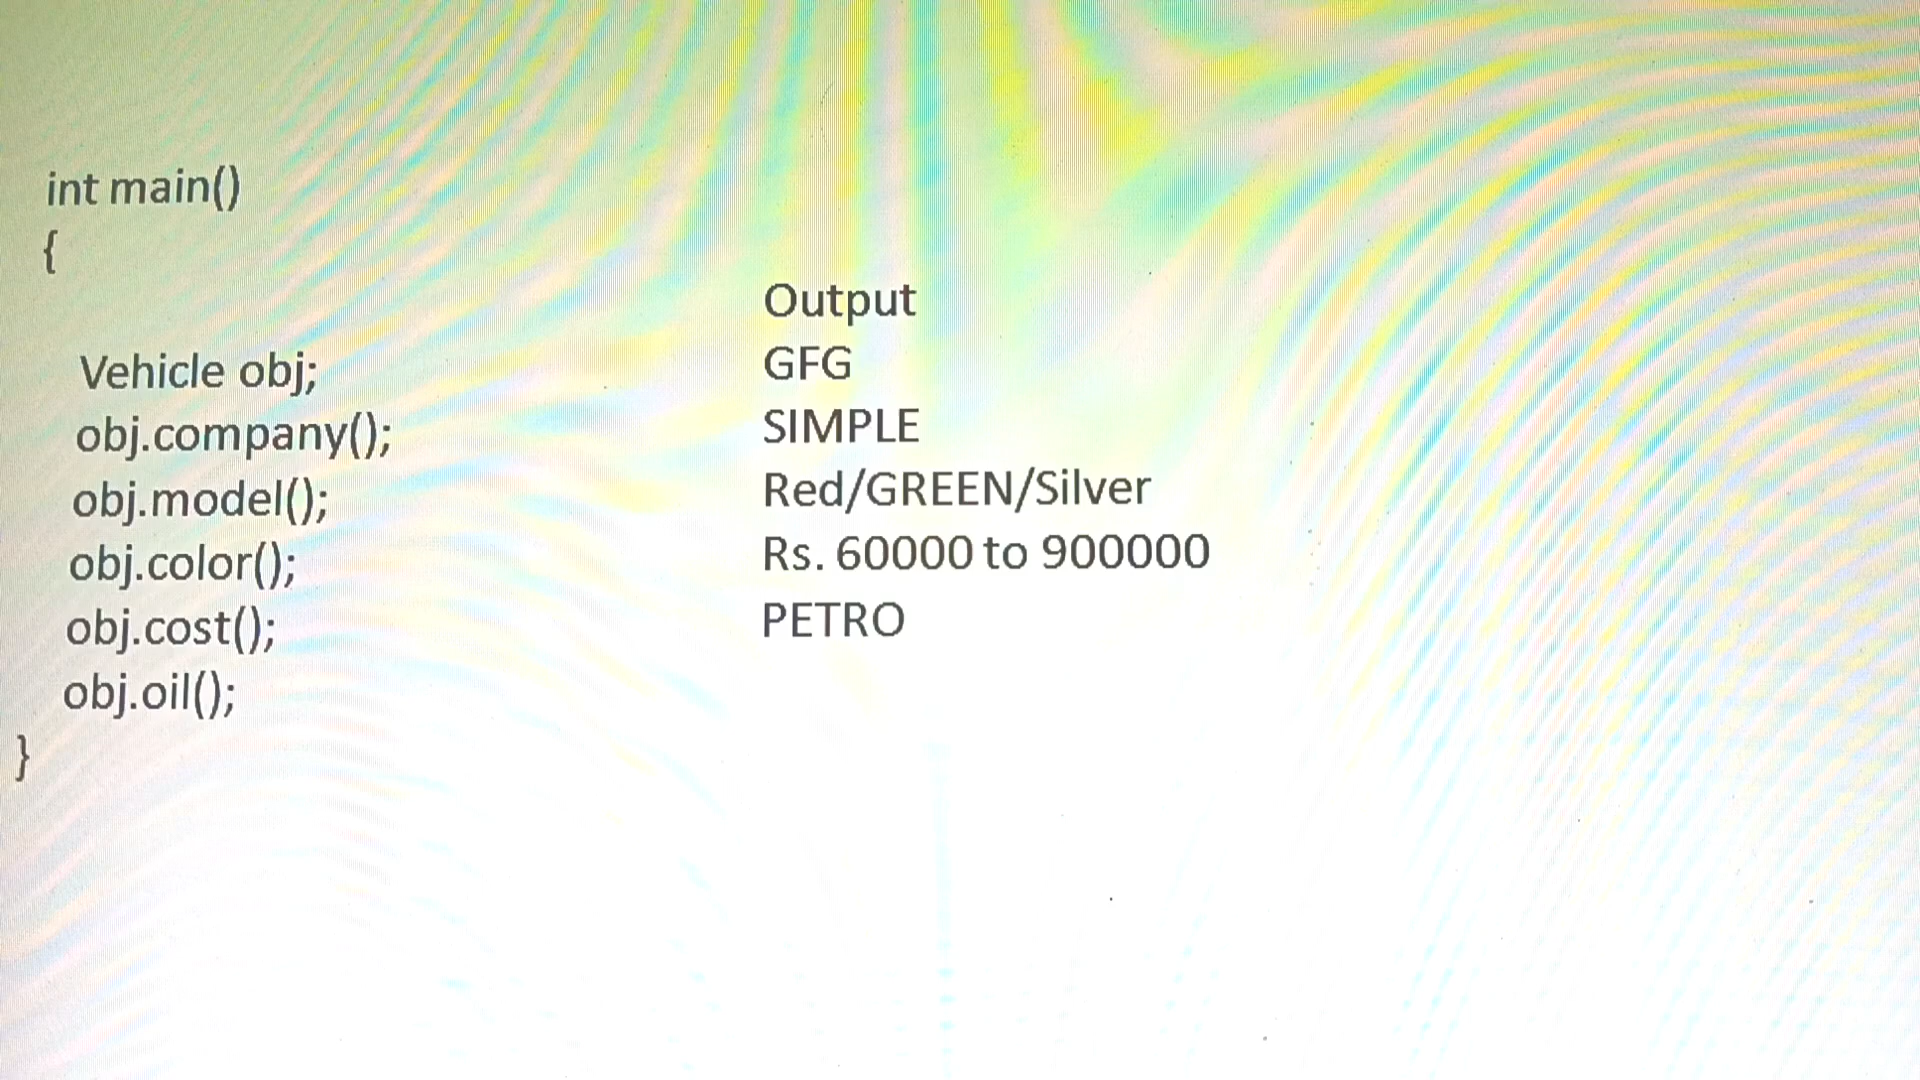 int main()
{
Vehicle obj;
obj.company();
obj.model();
obj.color();
obj.cost();
obj.oil();
}
Output
GFG
SIMPLE
Red/GREEN/Silver
Rs. 60000 to 900000
PETRO